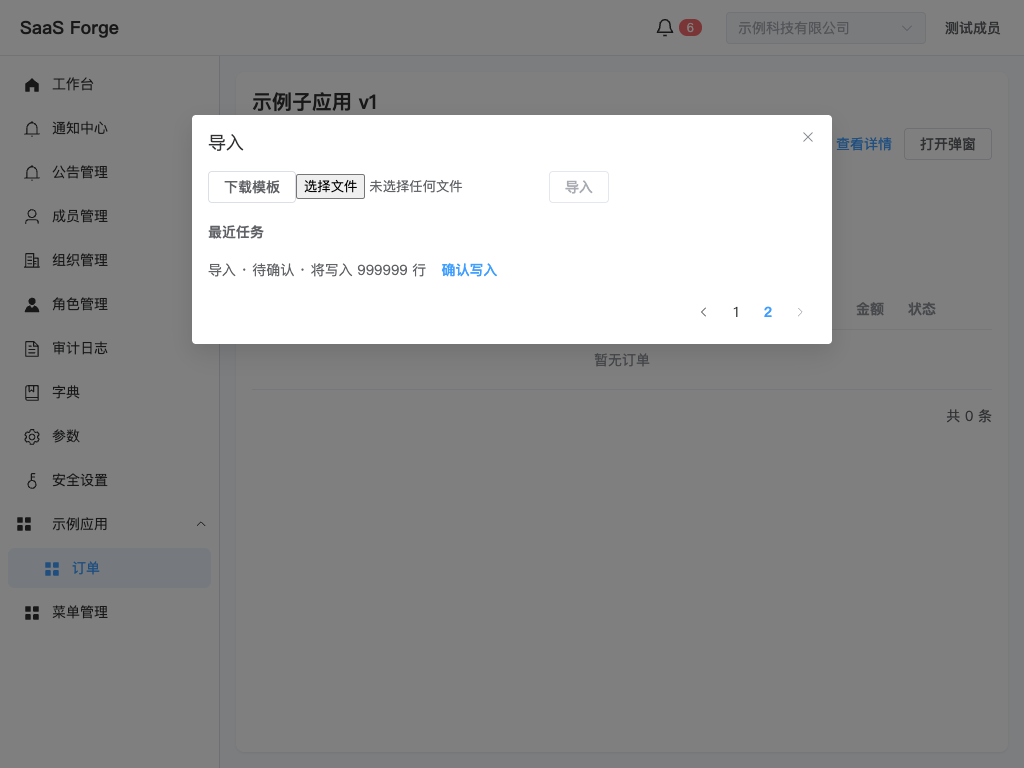 SaaS Forge
6
示例科技有限公司
测试成员
工作台
通知中心
公告管理
成员管理
组织管理
角色管理
审计日志
字典
参数
安全设置
示例应用
订单
菜单管理
示例子应用 v1
查看详情
打开弹窗
导入
下载模板 选择文件 未选择任何文件 导入
最近任务
导入 · 待确认 · 将写入 999999 行 确认写入
1 2
金额 状态
暂无订单
共 0 条